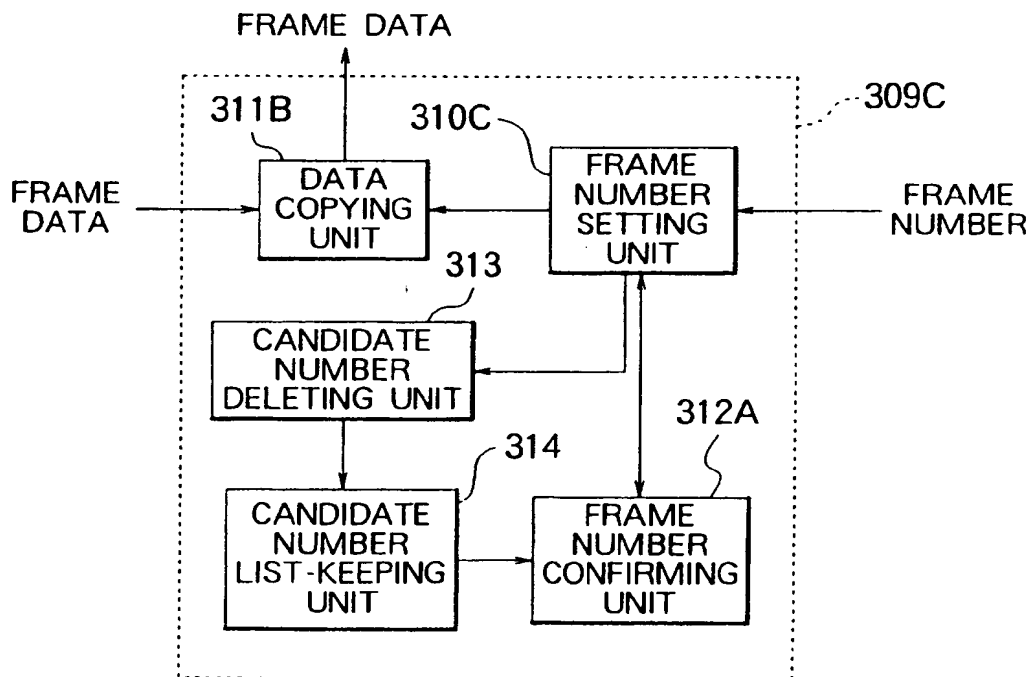 FRAME DATA
309C
311B
310C
FRAME
DATA
DATA
COPYING
UNIT
FRAME
NUMBER
SETTING
UNIT
FRAME
NUMBER
313
CANDIDATE
NUMBER
DELETING UNIT
312A
314
CANDIDATE
NUMBER
LIST-KEEPING
UNIT
FRAME
NUMBER
CONFIRMING
UNIT